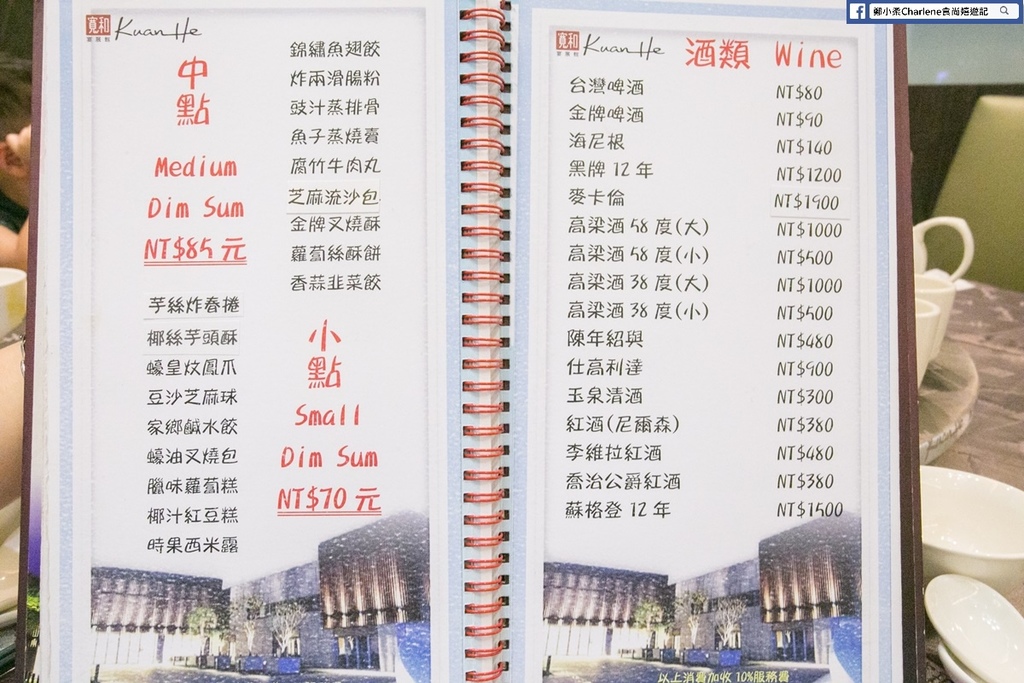 鄭小柔Charlene食尚嬉遊記
寬和 Kuan He
中點
Medium
Dim Sum
NT$85 元
芋絲炸春捲
椰絲芋頭酥
蠔皇炆鳳爪
豆沙芝麻球
家鄉鹹水餃
蠔油叉燒包
臘味蘿蔔糕
椰汁紅豆糕
時果西米露
錦繡魚翅餃
炸兩滑腸粉
豉汁蒸排骨
魚子蒸燒賣
腐竹牛肉丸
芝麻流沙包
金牌叉燒酥
蘿蔔絲酥餅
香蒜韭菜餃
小點
Small
Dim Sum
NT$70 元
寬和 Kuan He
酒類 Wine
台灣啤酒 NT$80
金牌啤酒 NT$90
海尼根 NT$140
黑牌 12 年 NT$1200
麥卡倫 NT$1900
高梁酒 58 度(大) NT$1000
高梁酒 58 度(小) NT$500
高梁酒 38 度(大) NT$1000
高梁酒 38 度(小) NT$500
陳年紹興 NT$480
仕高利達 NT$900
玉泉清酒 NT$300
紅酒(尼爾森) NT$380
李維拉紅酒 NT$480
喬治公爵紅酒 NT$380
蘇格登 12 年 NT$1500
以上消費加收 10%服務費